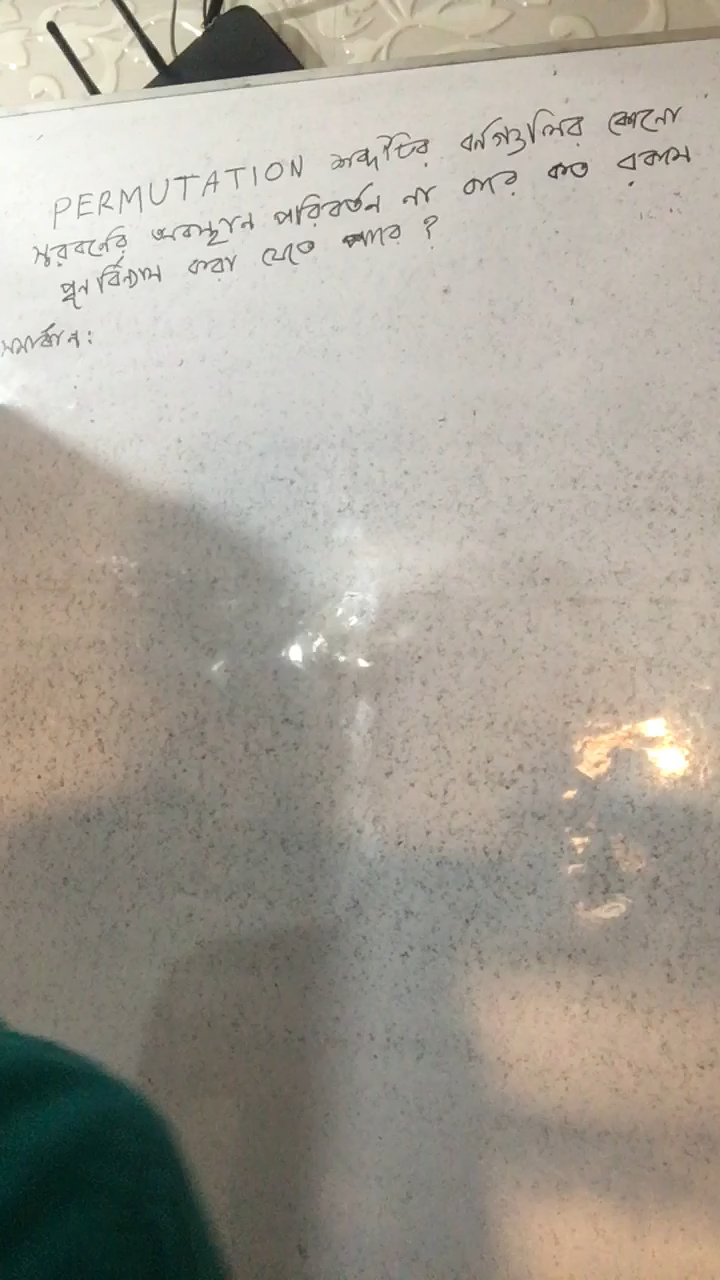 PERMUTATION শব্দটির বর্ণগুলির কোনো
স্বরবর্নের অবস্থান পরিবর্তন না করে কত রকমে
পুনর্বিন্যাস করা যেতে পারে ?
সমাধান: